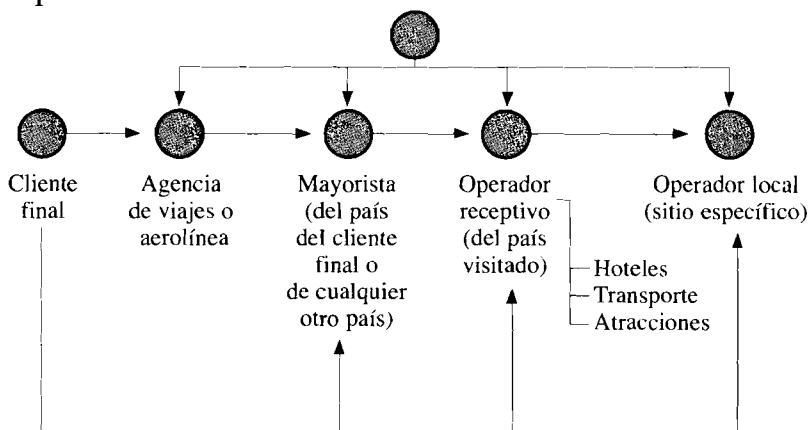 Cliente
final
Agencia
de viajes o
aerolínea
Mayorista
(del país
del cliente
final o
de cualquier
otro país)
Operador
receptivo
(del país
visitado)
Hoteles
Transporte
Atracciones
Operador local
(sitio específico)